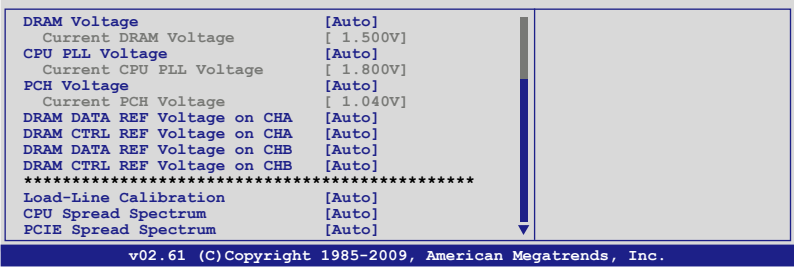 DRAM Voltage [Auto]
Current DRAM Voltage [ 1.500V]
CPU PLL Voltage [Auto]
Current CPU PLL Voltage [ 1.800V]
PCH Voltage [Auto]
Current PCH Voltage [ 1.040V]
DRAM DATA REF Voltage on CHA [Auto]
DRAM CTRL REF Voltage on CHA [Auto]
DRAM DATA REF Voltage on CHB [Auto]
DRAM CTRL REF Voltage on CHB [Auto]
***********************************************
Load-Line Calibration [Auto]
CPU Spread Spectrum [Auto]
PCIE Spread Spectrum [Auto]
v02.61 (C)Copyright 1985-2009, American Megatrends, Inc.